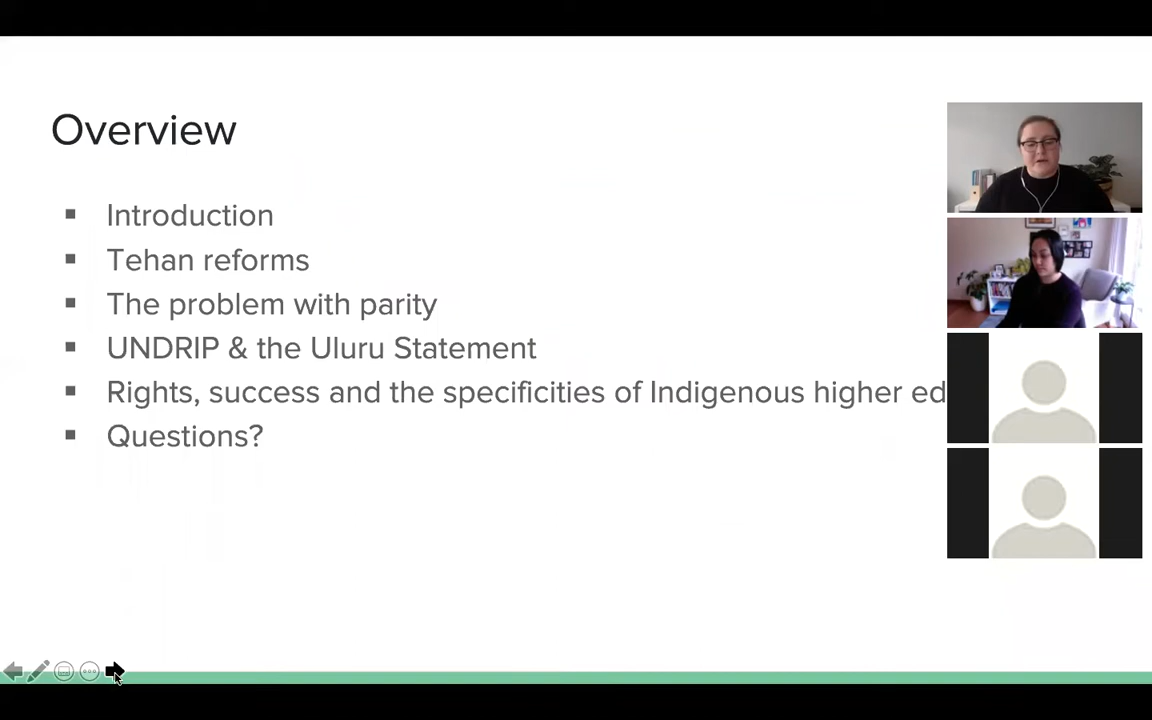 Overview
▪ Introduction
▪ Tehan reforms
▪ The problem with parity
▪ UNDRIP & the Uluru Statement
▪ Rights, success and the specificities of Indigenous higher ed
▪ Questions?